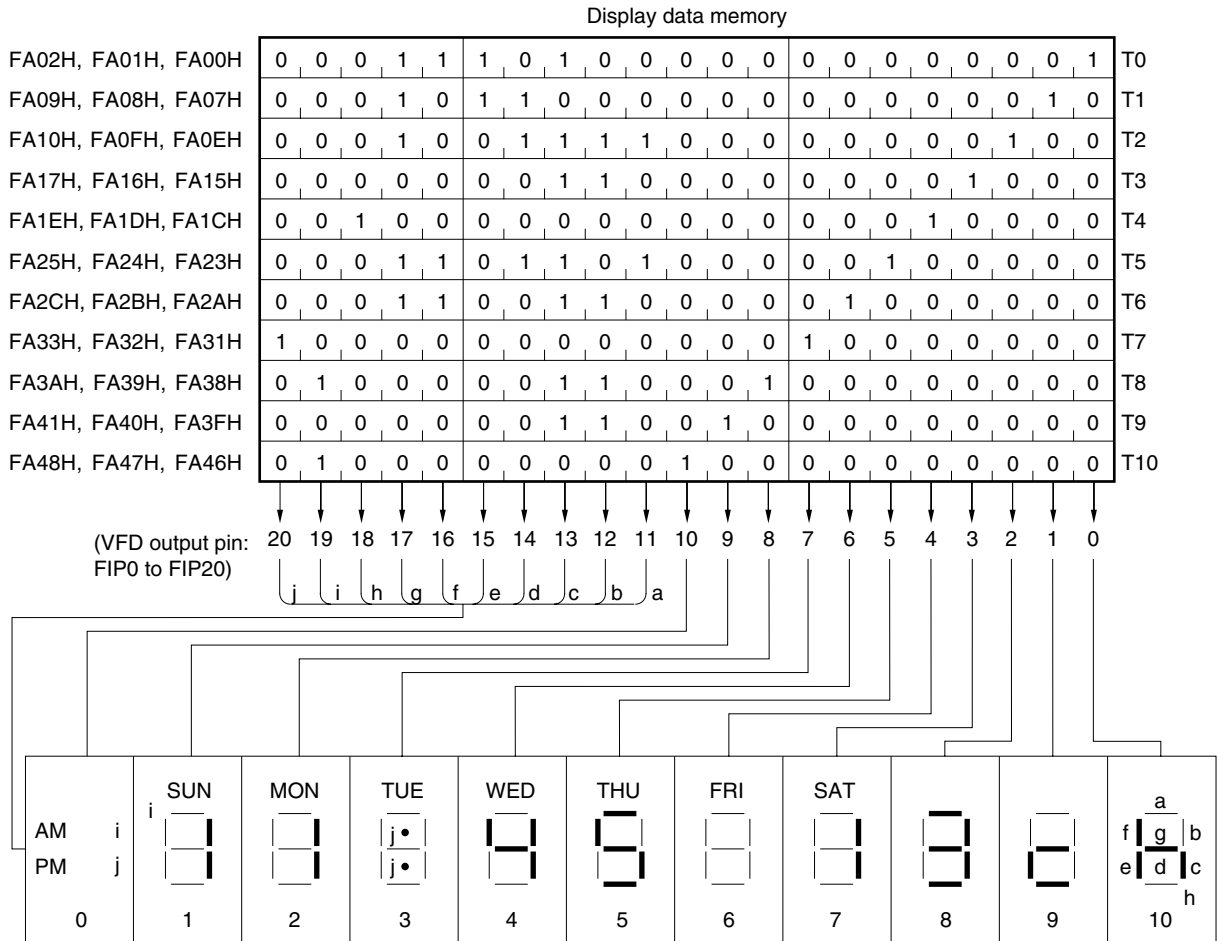 Display data memory
FA02H, FA01H, FA00H 0 0 0 1 1 1 0 1 0 0 0 0 0 0 0 0 0 0 0 0 1 T0
FA09H, FA08H, FA07H 0 0 0 1 0 1 1 0 0 0 0 0 0 0 0 0 0 0 0 1 0 T1
FA10H, FA0FH, FA0EH 0 0 0 1 0 0 1 1 1 1 0 0 0 0 0 0 0 0 1 0 0 T2
FA17H, FA16H, FA15H 0 0 0 0 0 0 0 1 1 0 0 0 0 0 0 0 0 1 0 0 0 T3
FA1EH, FA1DH, FA1CH 0 0 1 0 0 0 0 0 0 0 0 0 0 0 0 0 1 0 0 0 0 T4
FA25H, FA24H, FA23H 0 0 0 1 1 0 1 1 0 1 0 0 0 0 0 1 0 0 0 0 0 T5
FA2CH, FA2BH, FA2AH 0 0 0 1 1 0 0 1 1 0 0 0 0 0 1 0 0 0 0 0 0 T6
FA33H, FA32H, FA31H 1 0 0 0 0 0 0 0 0 0 0 0 0 1 0 0 0 0 0 0 0 T7
FA3AH, FA39H, FA38H 0 1 0 0 0 0 0 1 1 0 0 0 1 0 0 0 0 0 0 0 0 T8
FA41H, FA40H, FA3FH 0 0 0 0 0 0 0 1 1 0 0 1 0 0 0 0 0 0 0 0 0 T9
FA48H, FA47H, FA46H 0 1 0 0 0 0 0 0 0 0 1 0 0 0 0 0 0 0 0 0 0 T10
(VFD output pin: 20 19 18 17 16 15 14 13 12 11 10 9 8 7 6 5 4 3 2 1 0
FIP0 to FIP20)
j i h g f e d c b a
SUN MON TUE WED THU FRI SAT
i
a
AM i j f g b
PM j j e d c
h
0 1 2 3 4 5 6 7 8 9 10